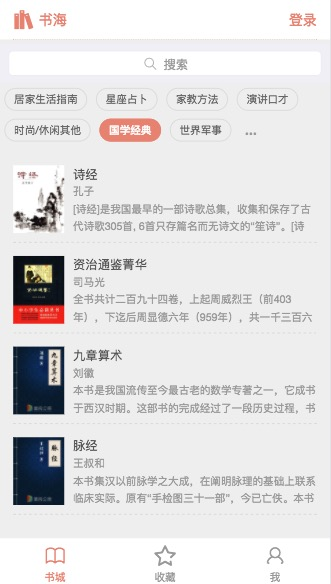 书海
登录
搜索
居家生活指南 星座占卜 家教方法 演讲口才
时尚/休闲其他 国学经典 世界军事 ...
诗经
诗经
孔子
[诗经]是我国最早的一部诗歌总集，收集和保存了古
代诗歌305首, 6首只存篇名而无诗文的“笙诗”。[诗
资治通鉴菁华
司马光
全书共计二百九十四卷，上起周威烈王（前403
年），下迄后周显德六年（959年），共一千三百六
九章算术
九章算术
刘徽
本书是我国流传至今最古老的数学专著之一，它成书
于西汉时期。这部书的完成经过了一段历史过程，书
脉经
脉经
王叔和
本书集汉以前脉学之大成，在阐明脉理的基础上联系
临床实际。原有“手检图三十一部”，今已亡佚。本书
书城
收藏
我